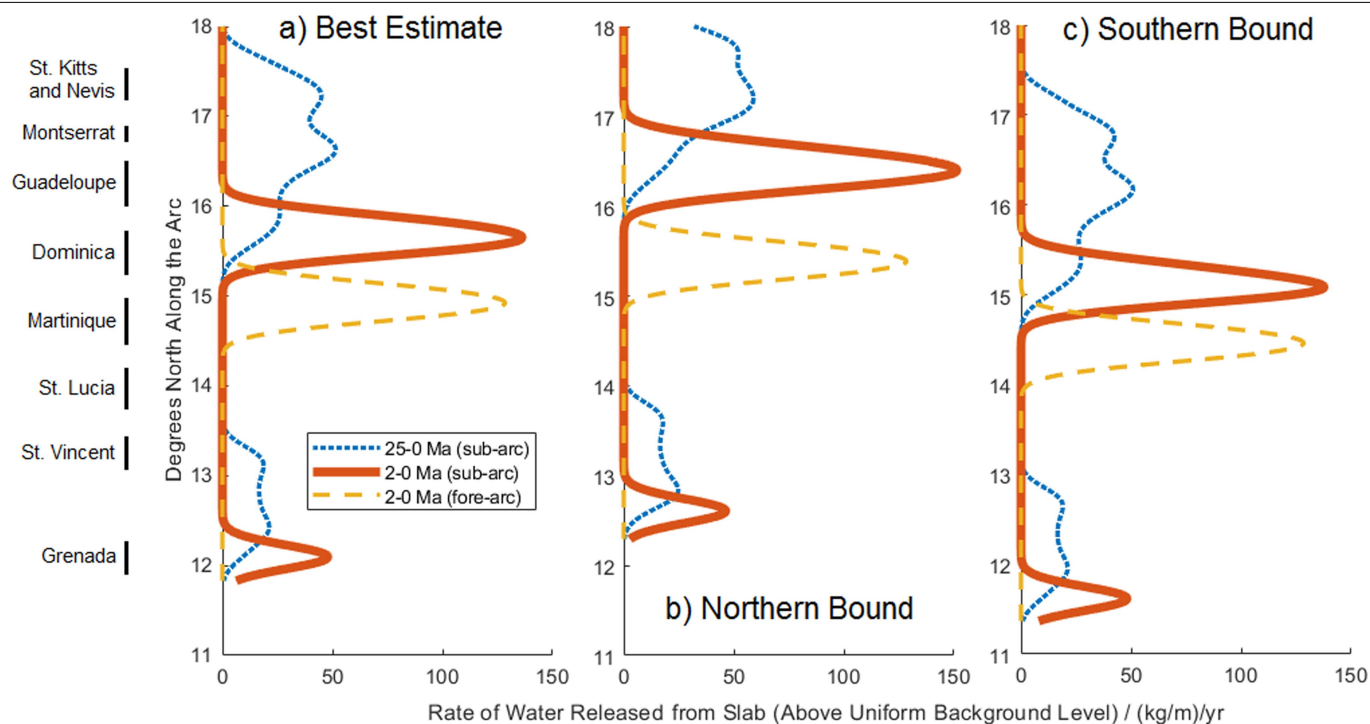 a) Best Estimate
c) Southern Bound
18
17
16
15
14
13
12
11
18
17
16
15
14
13
12
11
18
17
16
15
14
13
12
11
St. Kitts
and Nevis
Montserrat
Guadeloupe
Dominica
Martinique
St. Lucia
St. Vincent
Grenada
Degrees North Along the Arc
25-0 Ma (sub-arc)
2-0 Ma (sub-arc)
2-0 Ma (fore-arc)
b) Northern Bound
0 50 100 150
0 50 100 150
0 50 100 150
Rate of Water Released from Slab (Above Uniform Background Level) / (kg/m)/yr